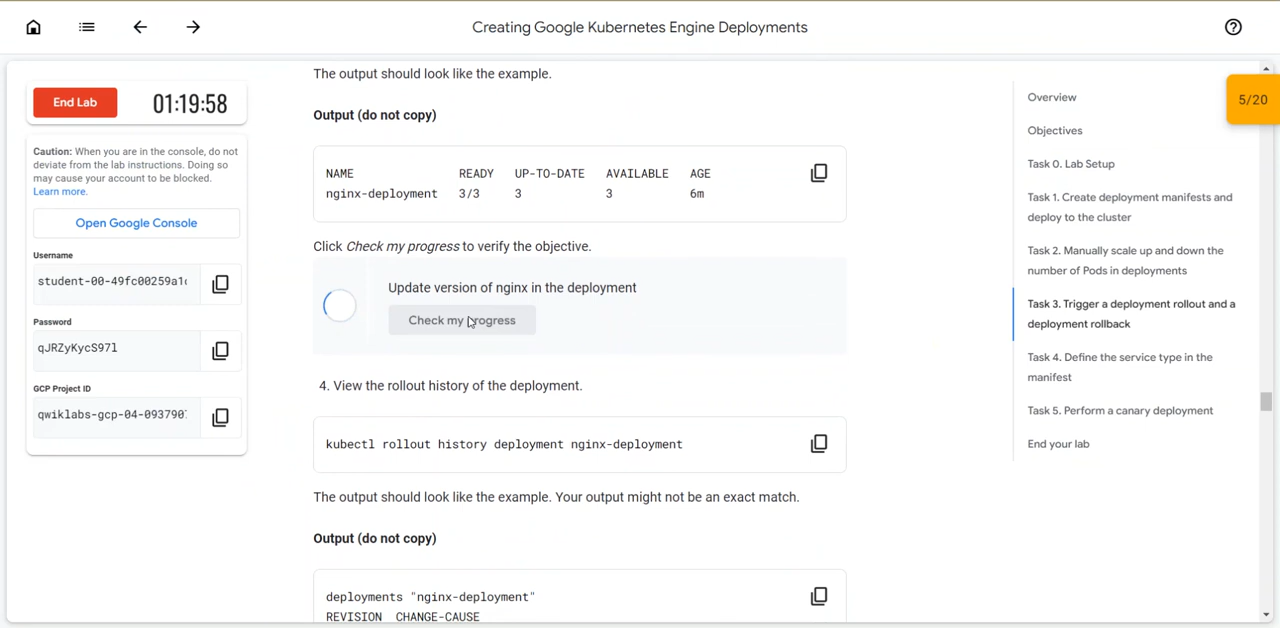 Creating Google Kubernetes Engine Deployments
End Lab
01:19:58
Caution: When you are in the console, do not
deviate from the lab instructions. Doing so
may cause your account to be blocked.
Learn more.
Open Google Console
Username
student-00-49fc00259a1
Password
qJRZyKycS97l
GCP Project ID
qwiklabs-gcp-04-093790
The output should look like the example.
Output (do not copy)
NAME READY UP-TO-DATE AVAILABLE AGE
nginx-deployment 3/3 3 3 6m
Click Check my progress to verify the objective.
Update version of nginx in the deployment
Check my progress
4. View the rollout history of the deployment.
kubectl rollout history deployment nginx-deployment
The output should look like the example. Your output might not be an exact match.
Output (do not copy)
deployments "nginx-deployment"
REVISION CHANGE-CAUSE
5/20
Overview
Objectives
Task 0. Lab Setup
Task 1. Create deployment manifests and
deploy to the cluster
Task 2. Manually scale up and down the
number of Pods in deployments
Task 3. Trigger a deployment rollout and a
deployment rollback
Task 4. Define the service type in the
manifest
Task 5. Perform a canary deployment
End your lab